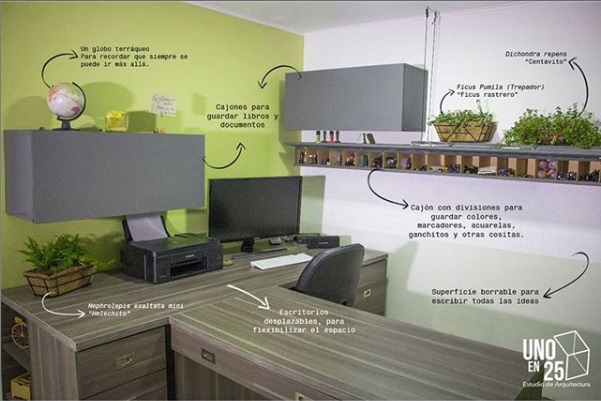 Un globo terráqueo
Para recordar que siempre se
puede ir más allá.
Cajones para
guardar libros y
documentos
Dichondra repens
"Centavito"
Ficus Pumila (Trepador)
"Ficus rastrero"
Cajón con divisiones para
guardar colores,
marcadores, acuarelas,
ganchitos y otras cositas.
Superficie borrable para
escribir todas las ideas
Nephrolepis exaltata mini
"Helechito"
Escritorios
desplazables, para
flexibilizar el espacio
UNO
EN
25
Estudio de Arquitectura